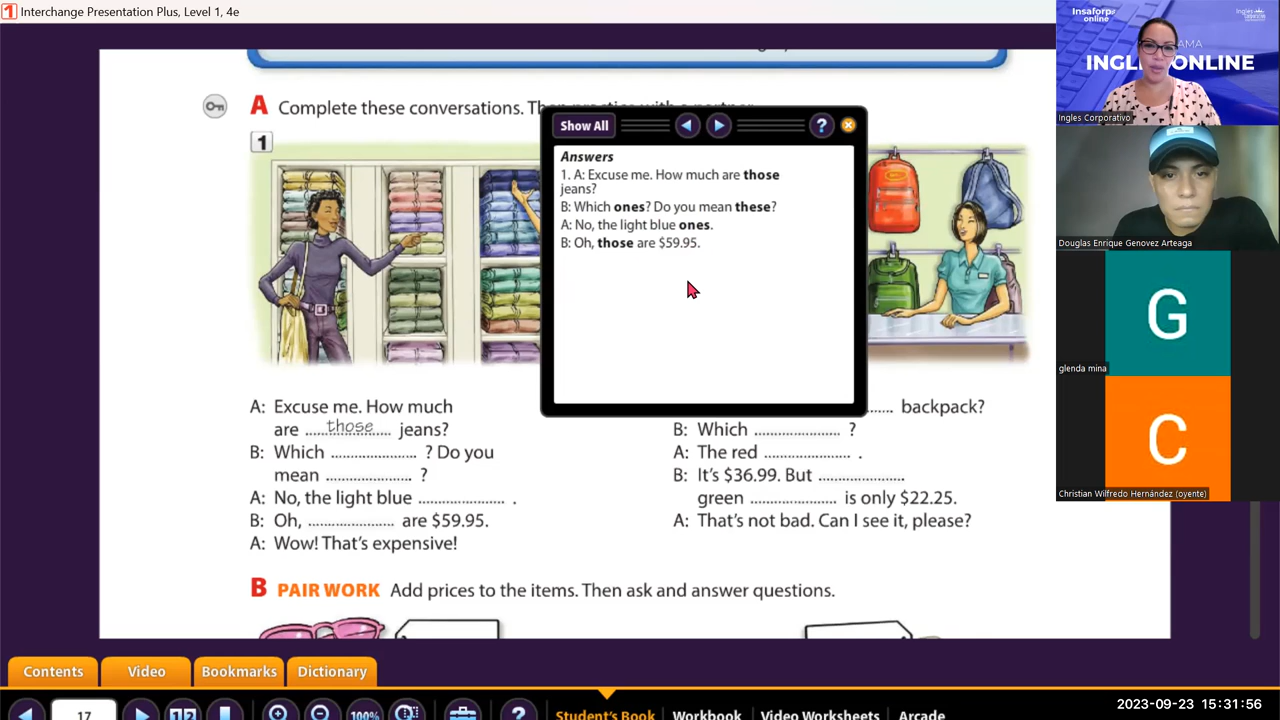 Interchange Presentation Plus, Level 1, 4e
A Complete these conversations.
1
Show All
?
Answers
1. A: Excuse me. How much are those
jeans?
B: Which ones? Do you mean these?
A: No, the light blue ones.
B: Oh, those are $59.95.
A: Excuse me. How much
are those jeans?
B: Which .................... ? Do you
mean .................... ?
A: No, the light blue .................... .
B: Oh, .................... are $59.95.
A: Wow! That's expensive!
backpack?
B: Which .................... ?
A: The red .................... .
B: It's $36.99. But ....................
green .................... is only $22.25.
A: That's not bad. Can I see it, please?
B PAIR WORK Add prices to the items. Then ask and answer questions.
Contents Video Bookmarks Dictionary
17 1 2 100% ?
Student's Book Workbook Video Worksheets Arcade
Insaforp
online
INGL ONLINE
Ingles Corporativo
Douglas Enrique Genovez Arteaga
G
glenda mina
C
Christian Wilfredo Hernández (oyente)
2023-09-23 15:31:56